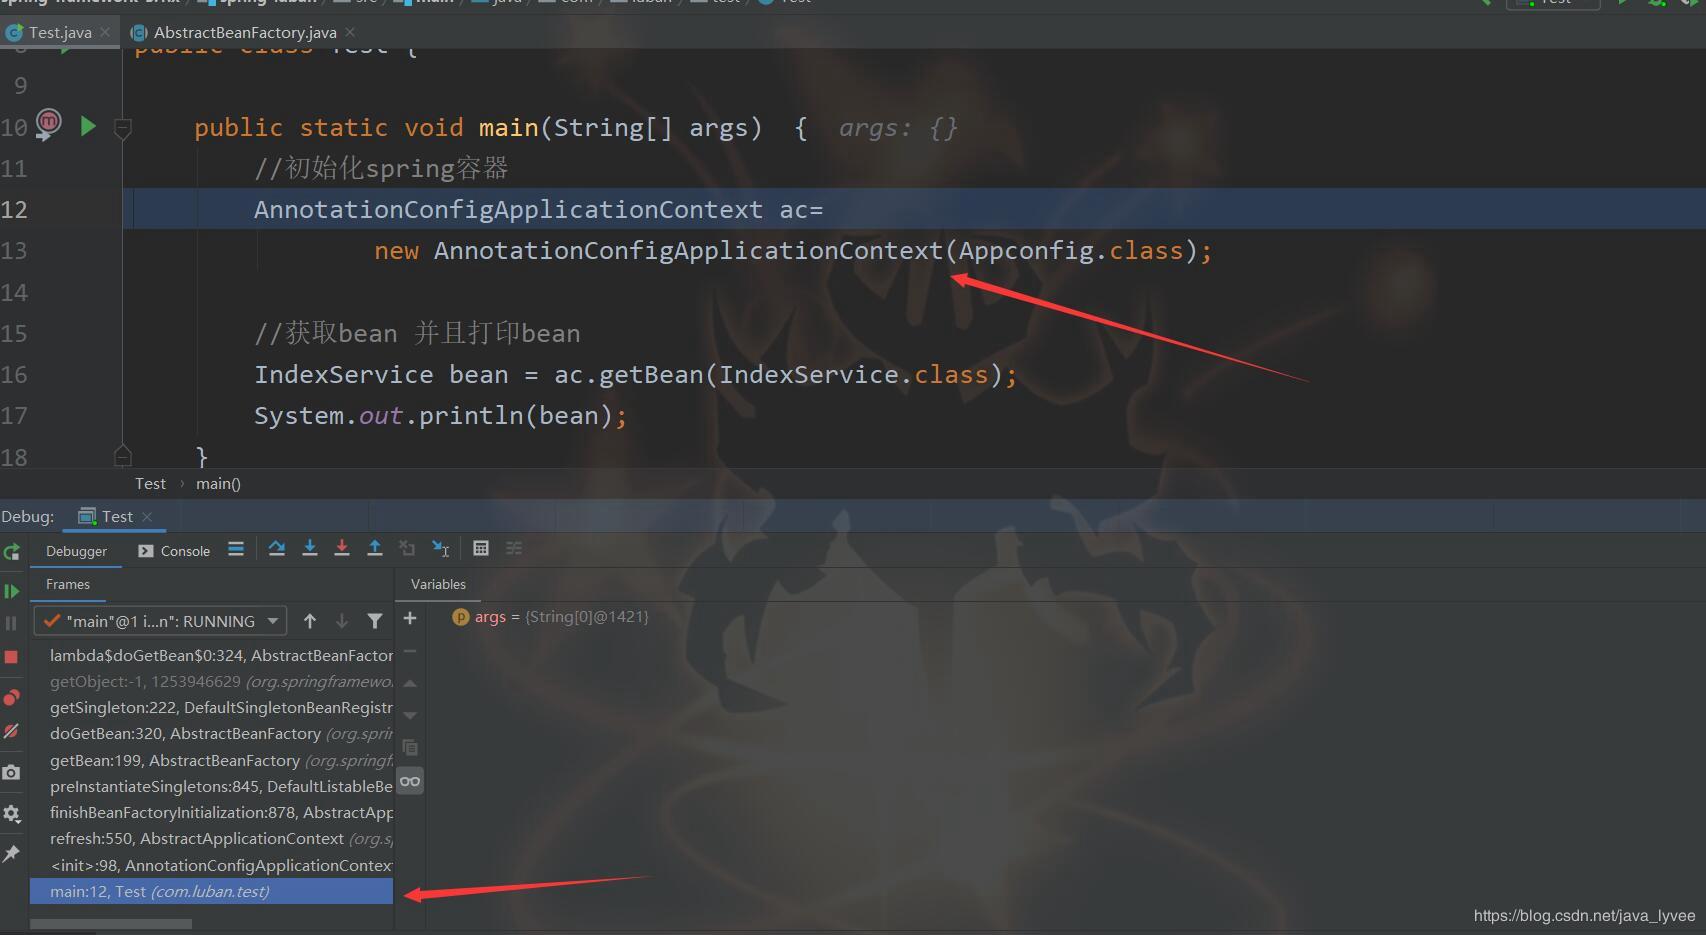 Test.java
AbstractBeanFactory.java
public class Test {
9
10 public static void main(String[] args) { args: {}
11 //初始化spring容器
12 AnnotationConfigApplicationContext ac=
13 new AnnotationConfigApplicationContext(Appconfig.class);
14
15 //获取bean 并且打印bean
16 IndexService bean = ac.getBean(IndexService.class);
17 System.out.println(bean);
18 }
Test › main()
Debug: Test
Debugger Console
Frames Variables
"main"@1 i...n": RUNNING
args = {String[0]@1421}
lambda$doGetBean$0:324, AbstractBeanFactor
getObject:-1, 1253946629 (org.springframewo
getSingleton:222, DefaultSingletonBeanRegistr
doGetBean:320, AbstractBeanFactory (org.sprin
getBean:199, AbstractBeanFactory (org.springf
preInstantiateSingletons:845, DefaultListableBe
finishBeanFactoryInitialization:878, AbstractApp
refresh:550, AbstractApplicationContext (org.s
<init>:98, AnnotationConfigApplicationContex
main:12, Test (com.luban.test)
https://blog.csdn.net/java_lyvee